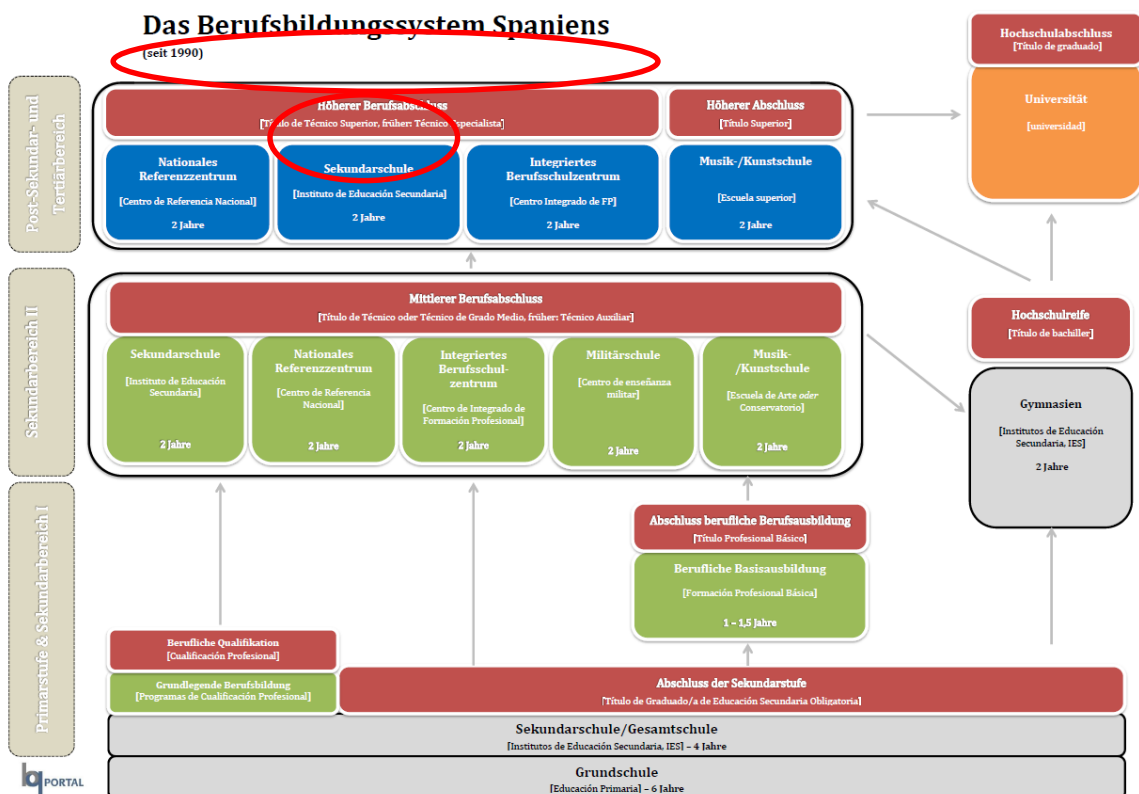 Das Berufsbildungssystem Spaniens
(seit 1990)
Hochschulabschluss
[Título de graduado]
Universität
[universidad]
Post-Sekundar- und
Tertiärbereich
Höherer Berufsabschluss
[Título de Técnico Superior, früher: Técnico Especialista]
Höherer Abschluss
[Título Superior]
Nationales
Referenzzentrum
[Centro de Referencia Nacional]
2 Jahre
Sekundarschule
[Instituto de Educación Secundaria]
2 Jahre
Integriertes
Berufsschulzentrum
[Centro Integrado de FP]
2 Jahre
Musik-/Kunstschule
[Escuela superior]
2 Jahre
Sekundarbereich II
Mittlerer Berufsabschluss
[Título de Técnico oder Técnico de Grado Medio, früher: Técnico Auxiliar]
Sekundarschule
[Instituto de Educación
Secundaria]
2 Jahre
Nationales
Referenzzentrum
[Centro de Referencia
Nacional]
2 Jahre
Integriertes
Berufsschul-
zentrum
[Centro de Integrado de
Formación Profesional]
2 Jahre
Militärschule
[Centro de enseñanza
militar]
2 Jahre
Musik-
/Kunstschule
[Escuela de Arte oder
Conservatorio]
2 Jahre
Hochschulreife
[Título de bachiller]
Gymnasien
[Institutos de Educación
Secundaria, IES]
2 Jahre
Primarstufe & Sekundarbereich I
Abschluss berufliche Berufsausbildung
[Título Profesional Básico]
Berufliche Basisausbildung
[Formación Profesional Básica]
1 – 1,5 Jahre
Berufliche Qualifikation
[Cualificación Profesional]
Grundlegende Berufsbildung
[Programas de Cualificación Profesional]
Abschluss der Sekundarstufe
[Título de Graduado/a de Educación Secundaria Obligatoria]
Sekundarschule/Gesamtschule
[Institutos de Educación Secundaria, IES] – 4 Jahre
Grundschule
[Educación Primaria] – 6 Jahre
bq PORTAL